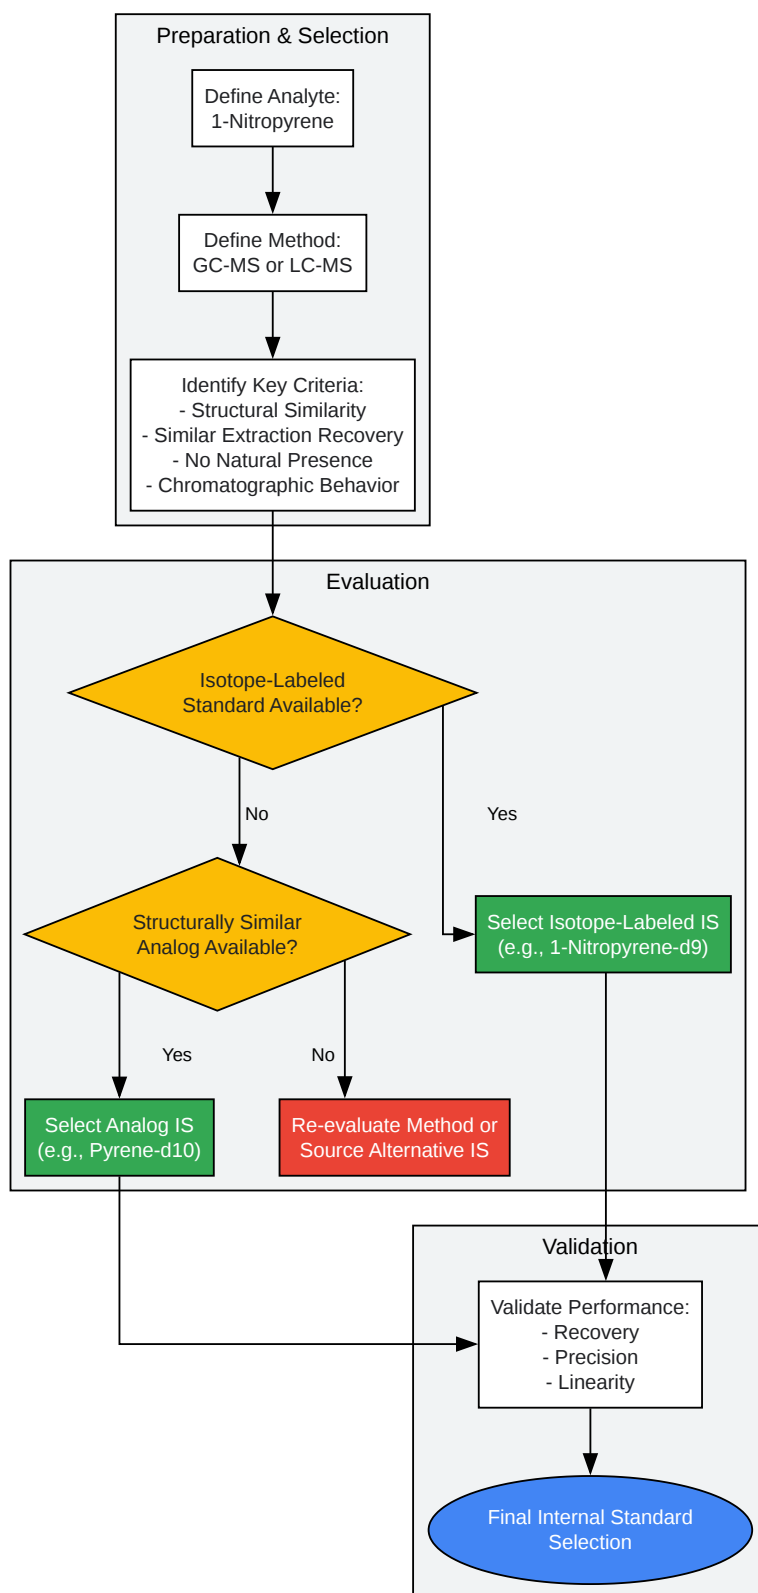 Preparation & Selection
Define Analyte:
1-Nitropyrene
Define Method:
GC-MS or LC-MS
Identify Key Criteria:
- Structural Similarity
- Similar Extraction Recovery
- No Natural Presence
- Chromatographic Behavior
Evaluation
Isotope-Labeled
Standard Available?
No
Yes
Structurally Similar
Analog Available?
Select Isotope-Labeled IS
(e.g., 1-Nitropyrene-d9)
Yes
No
Select Analog IS
(e.g., Pyrene-d10)
Re-evaluate Method or
Source Alternative IS
Validation
Validate Performance:
- Recovery
- Precision
- Linearity
Final Internal Standard
Selection